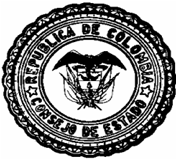 REPUBLICA DE COLOMBIA
CONSEJO DE ESTADO